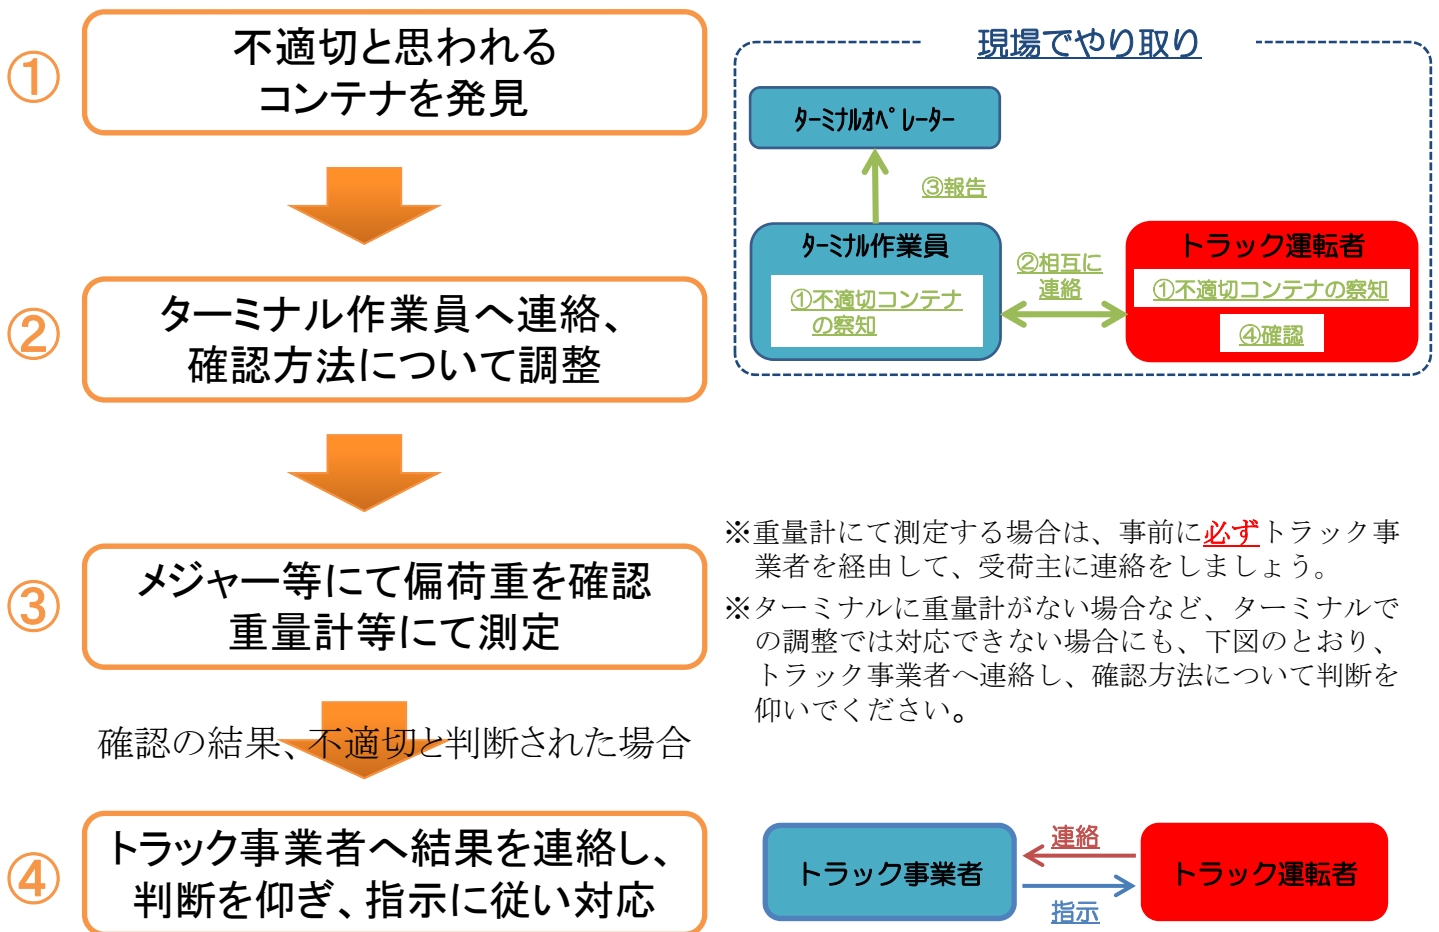 ①
不適切と思われる
コンテナを発見
②
ターミナル作業員へ連絡、
確認方法について調整
③
メジャー等にて偏荷重を確認
重量計等にて測定
確認の結果、不適切と判断された場合
④
トラック事業者へ結果を連絡し、
判断を仰ぎ、指示に従い対応
現場でやり取り
ﾀｰﾐﾅﾙｵﾍﾟﾚｰﾀｰ
③報告
ﾀｰﾐﾅﾙ作業員
①不適切コンテナ
の察知
②相互に
連絡
トラック運転者
①不適切コンテナの察知
④確認
※重量計にて測定する場合は、事前に必ずトラック事
業者を経由して、受荷主に連絡をしましょう。
※ターミナルに重量計がない場合など、ターミナルで
の調整では対応できない場合にも、下図のとおり、
トラック事業者へ連絡し、確認方法について判断を
仰いでください。
トラック事業者
連絡
指示
トラック運転者